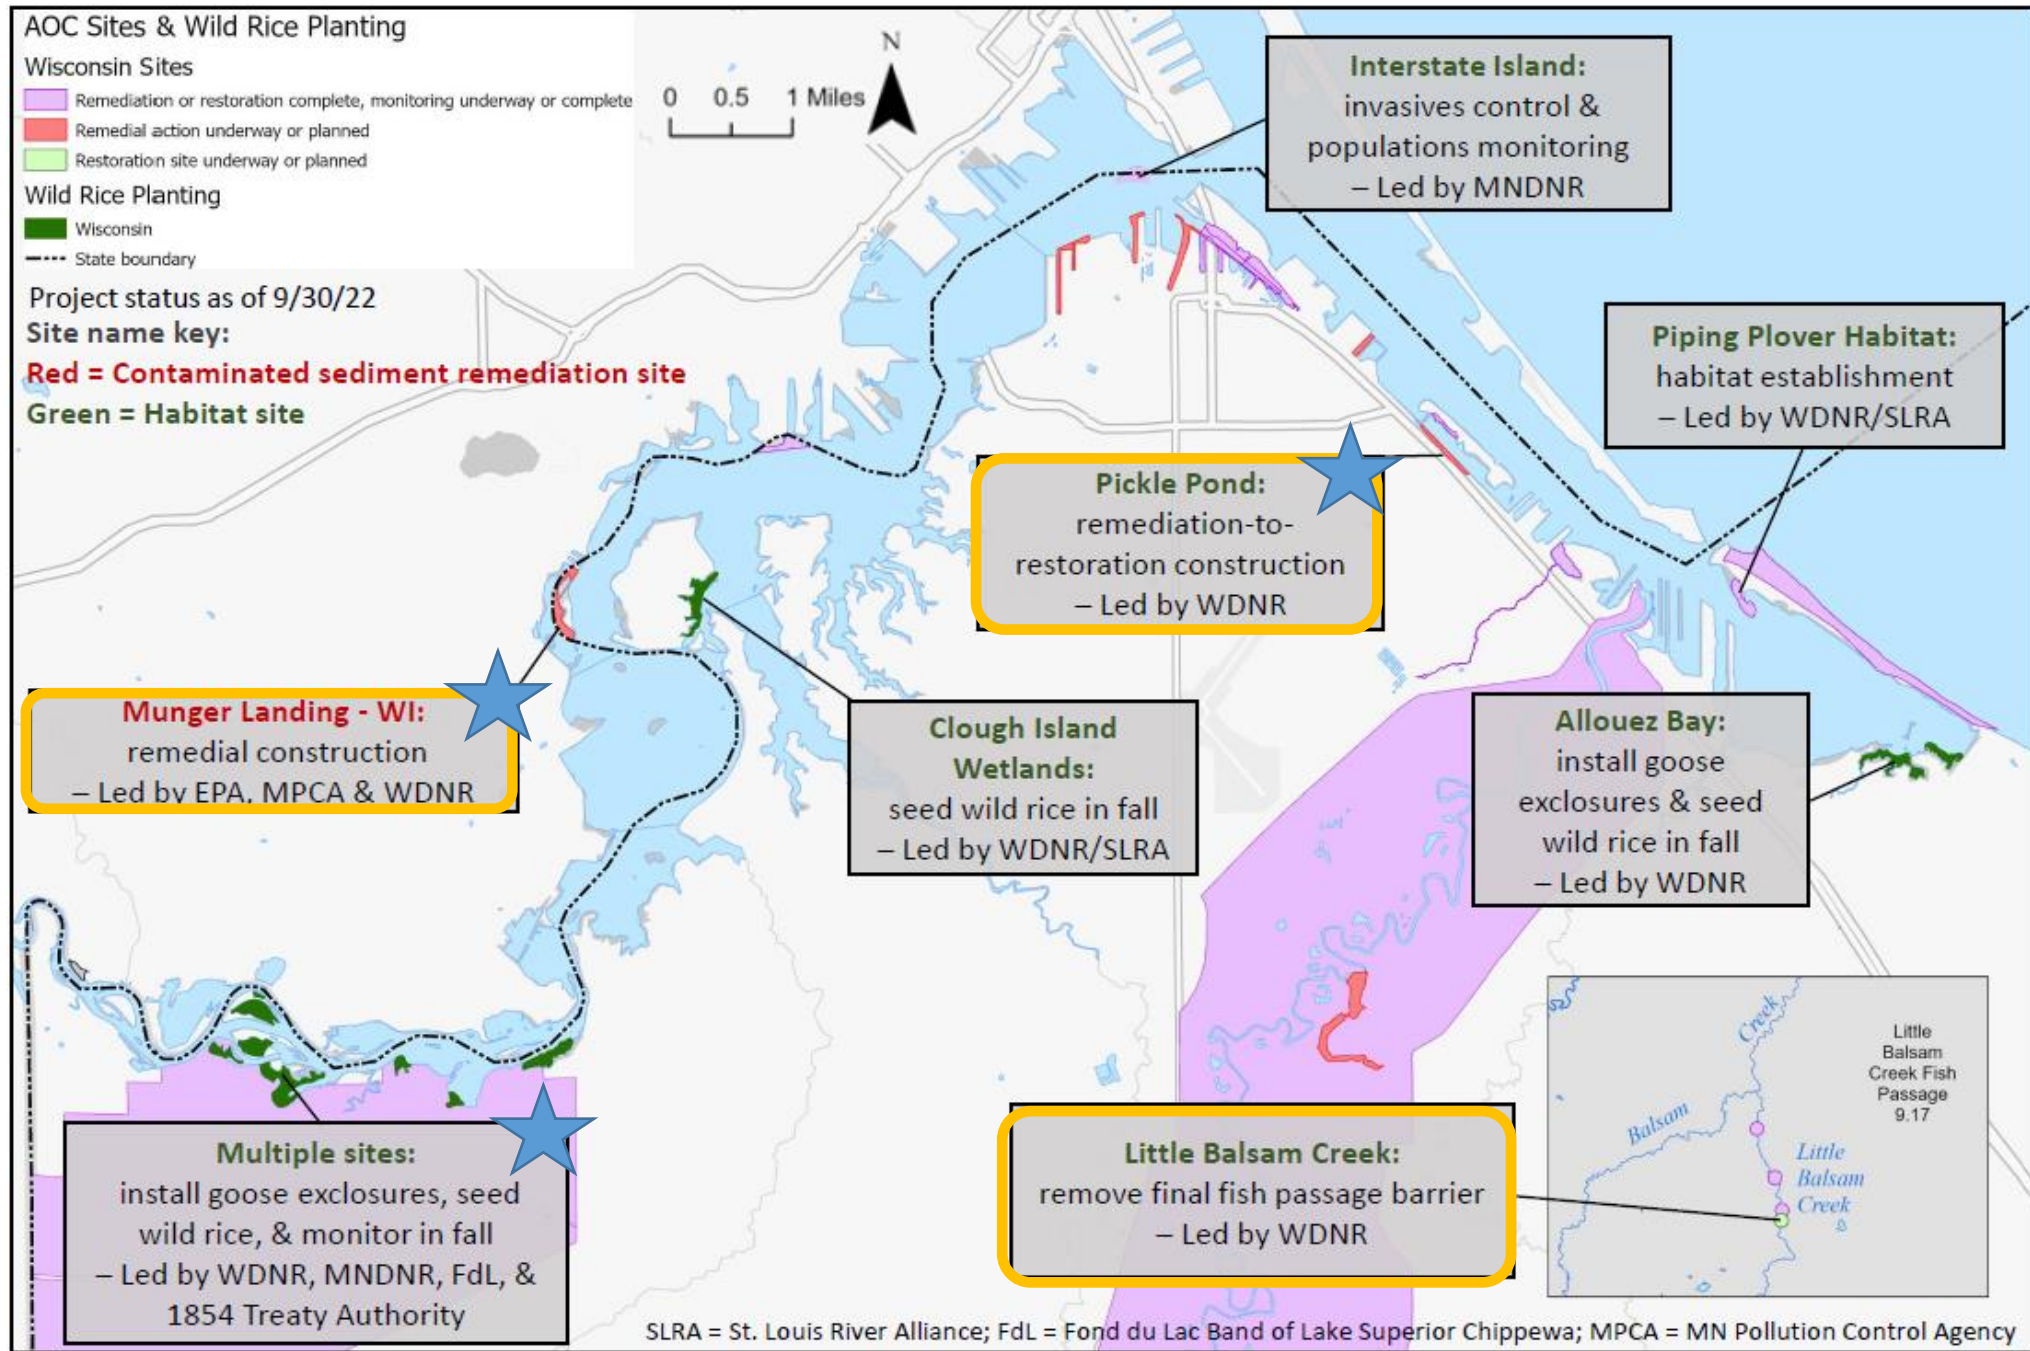 AOC Sites & Wild Rice Planting
Wisconsin Sites
Remediation or restoration complete, monitoring underway or complete
Remedial action underway or planned
Restoration site underway or planned
Wild Rice Planting
Wisconsin
State boundary
Project status as of 9/30/22
Site name key:
Red = Contaminated sediment remediation site
Green = Habitat site
N
0 0.5 1 Miles
Interstate Island:
invasives control &
populations monitoring
– Led by MNDNR
Piping Plover Habitat:
habitat establishment
– Led by WDNR/SLRA
Pickle Pond:
remediation-to-
restoration construction
– Led by WDNR
Munger Landing - WI:
remedial construction
– Led by EPA, MPCA & WDNR
Clough Island
Wetlands:
seed wild rice in fall
– Led by WDNR/SLRA
Allouez Bay:
install goose
exclosures & seed
wild rice in fall
– Led by WDNR
Multiple sites:
install goose exclosures, seed
wild rice, & monitor in fall
– Led by WDNR, MNDNR, FdL, &
1854 Treaty Authority
Little Balsam Creek:
remove final fish passage barrier
– Led by WDNR
Creek
Balsam
Little
Balsam
Creek
Little
Balsam
Creek Fish
Passage
9.17
SLRA = St. Louis River Alliance; FdL = Fond du Lac Band of Lake Superior Chippewa; MPCA = MN Pollution Control Agency